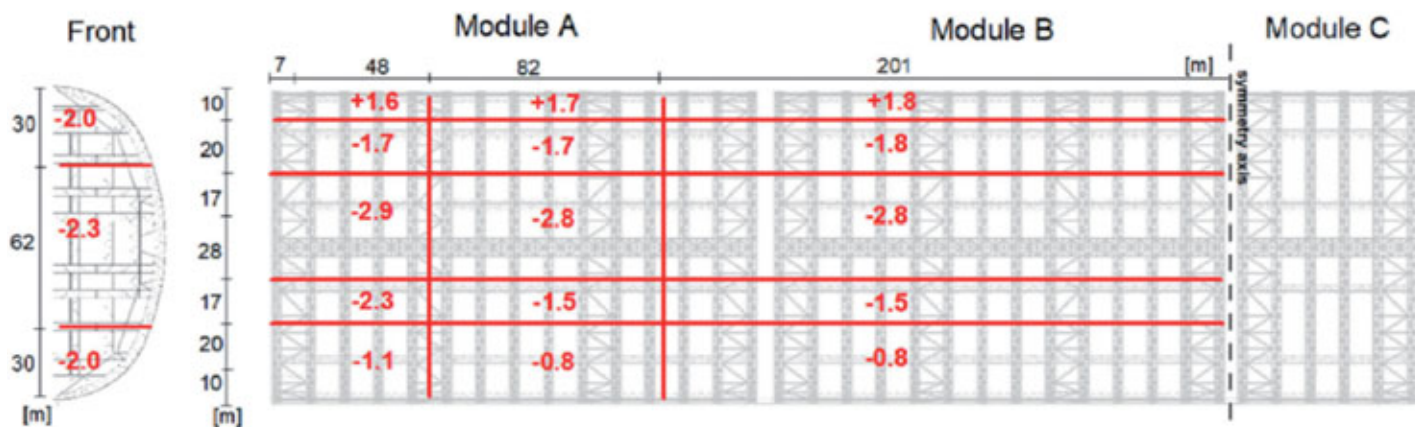 Front
Module A
Module B
Module C
7 48 82 201 [m]
symmetry axis
30
62
30
[m]
-2.0
-2.3
-2.0
10
20
17
28
17
20
10
[m]
+1.6 +1.7 +1.8
-1.7 -1.7 -1.8
-2.9 -2.8 -2.8
-2.3 -1.5 -1.5
-1.1 -0.8 -0.8